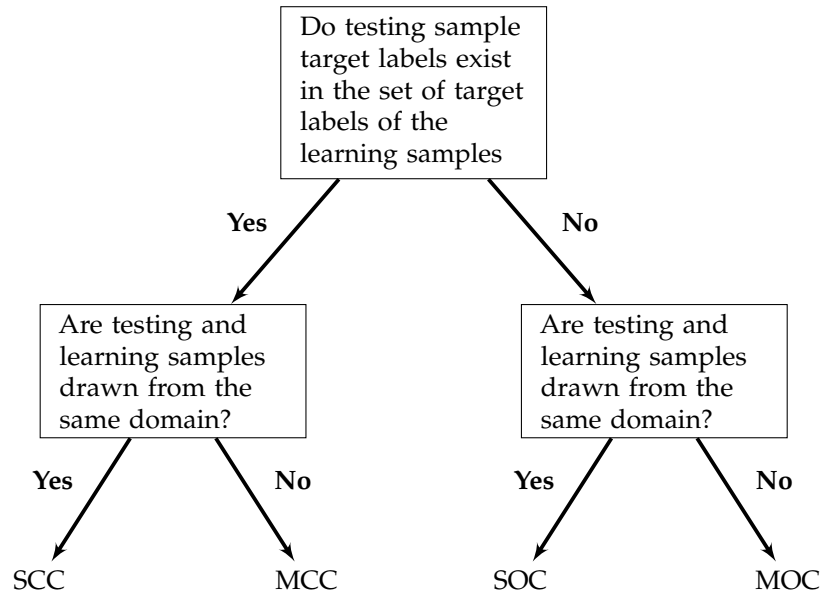 Do testing sample
target labels exist
in the set of target
labels of the
learning samples
Yes
No
Are testing and
learning samples
drawn from the
same domain?
Are testing and
learning samples
drawn from the
same domain?
Yes
No
Yes
No
SCC
MCC
SOC
MOC